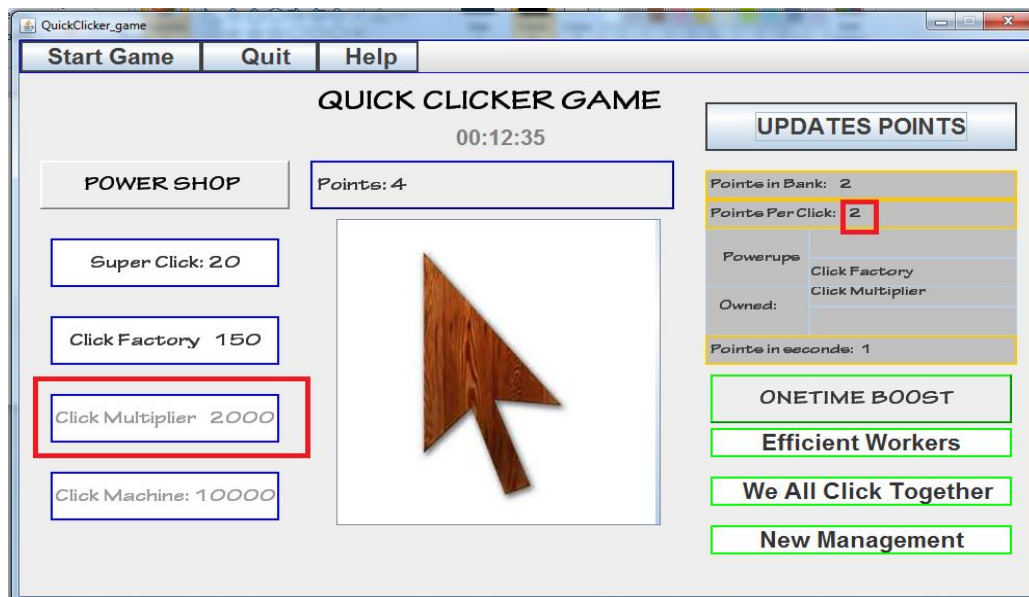 QuickClicker_game
Start Game Quit Help
QUICK CLICKER GAME
00:12:35
UPDATES POINTS
POWER SHOP
Points: 4
Points in Bank: 2
Points Per Click: 2
Super Click: 20
Powerups
Click Factory
Click Multiplier
Owned:
Click Factory 150
Points in seconds: 1
Click Multiplier 2000
ONETIME BOOST
Efficient Workers
Click Machine: 10000
We All Click Together
New Management